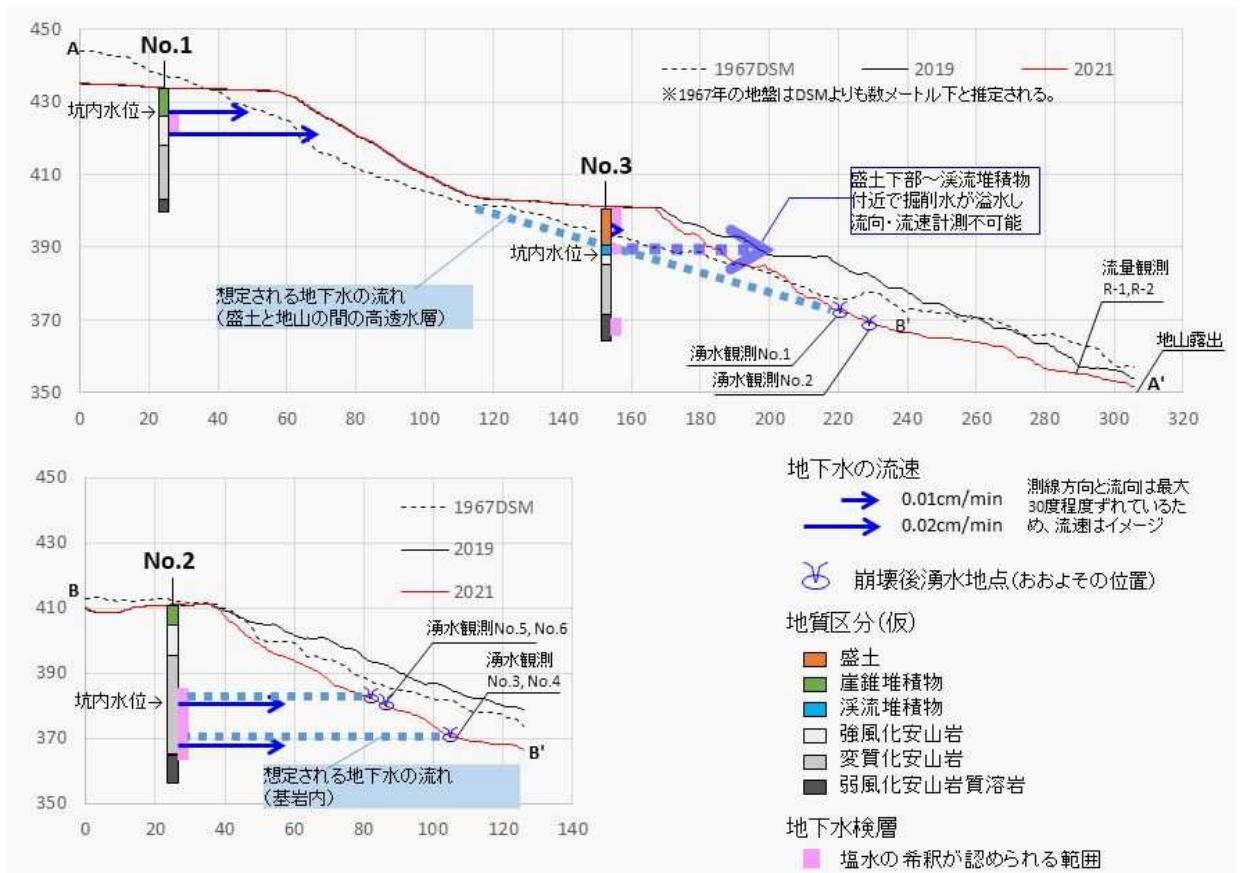 450
430
410
390
370
350
A
No.1
坑内水位→
1967DSM
2019
2021
※1967年の地盤はDSMよりも数メートル下と推定される。
No.3
盛土下部～渓流堆積物
付近で掘削水が溢水し
流向・流速計測不可能
坑内水位→
想定される地下水の流れ
(盛土と地山の間の高透水層)
流量観測
R-1,R-2
地山露出
B'
湧水観測No.1
湧水観測No.2
A'
0 20 40 60 80 100 120 140 160 180 200 220 240 260 280 300 320
450
430
410
390
370
350
1967DSM
2019
2021
No.2
B
湧水観測No.5, No.6
湧水観測
No.3, No.4
坑内水位→
B'
想定される地下水の流れ
(基岩内)
0 20 40 60 80 100 120 140
地下水の流速
0.01cm/min
0.02cm/min
測線方向と流向は最大
30度程度ずれているた
め、流速はイメージ
崩壊後湧水地点(おおよその位置)
地質区分(仮)
盛土
崖錐堆積物
渓流堆積物
強風化安山岩
変質化安山岩
弱風化安山岩質溶岩
地下水検層
塩水の希釈が認められる範囲